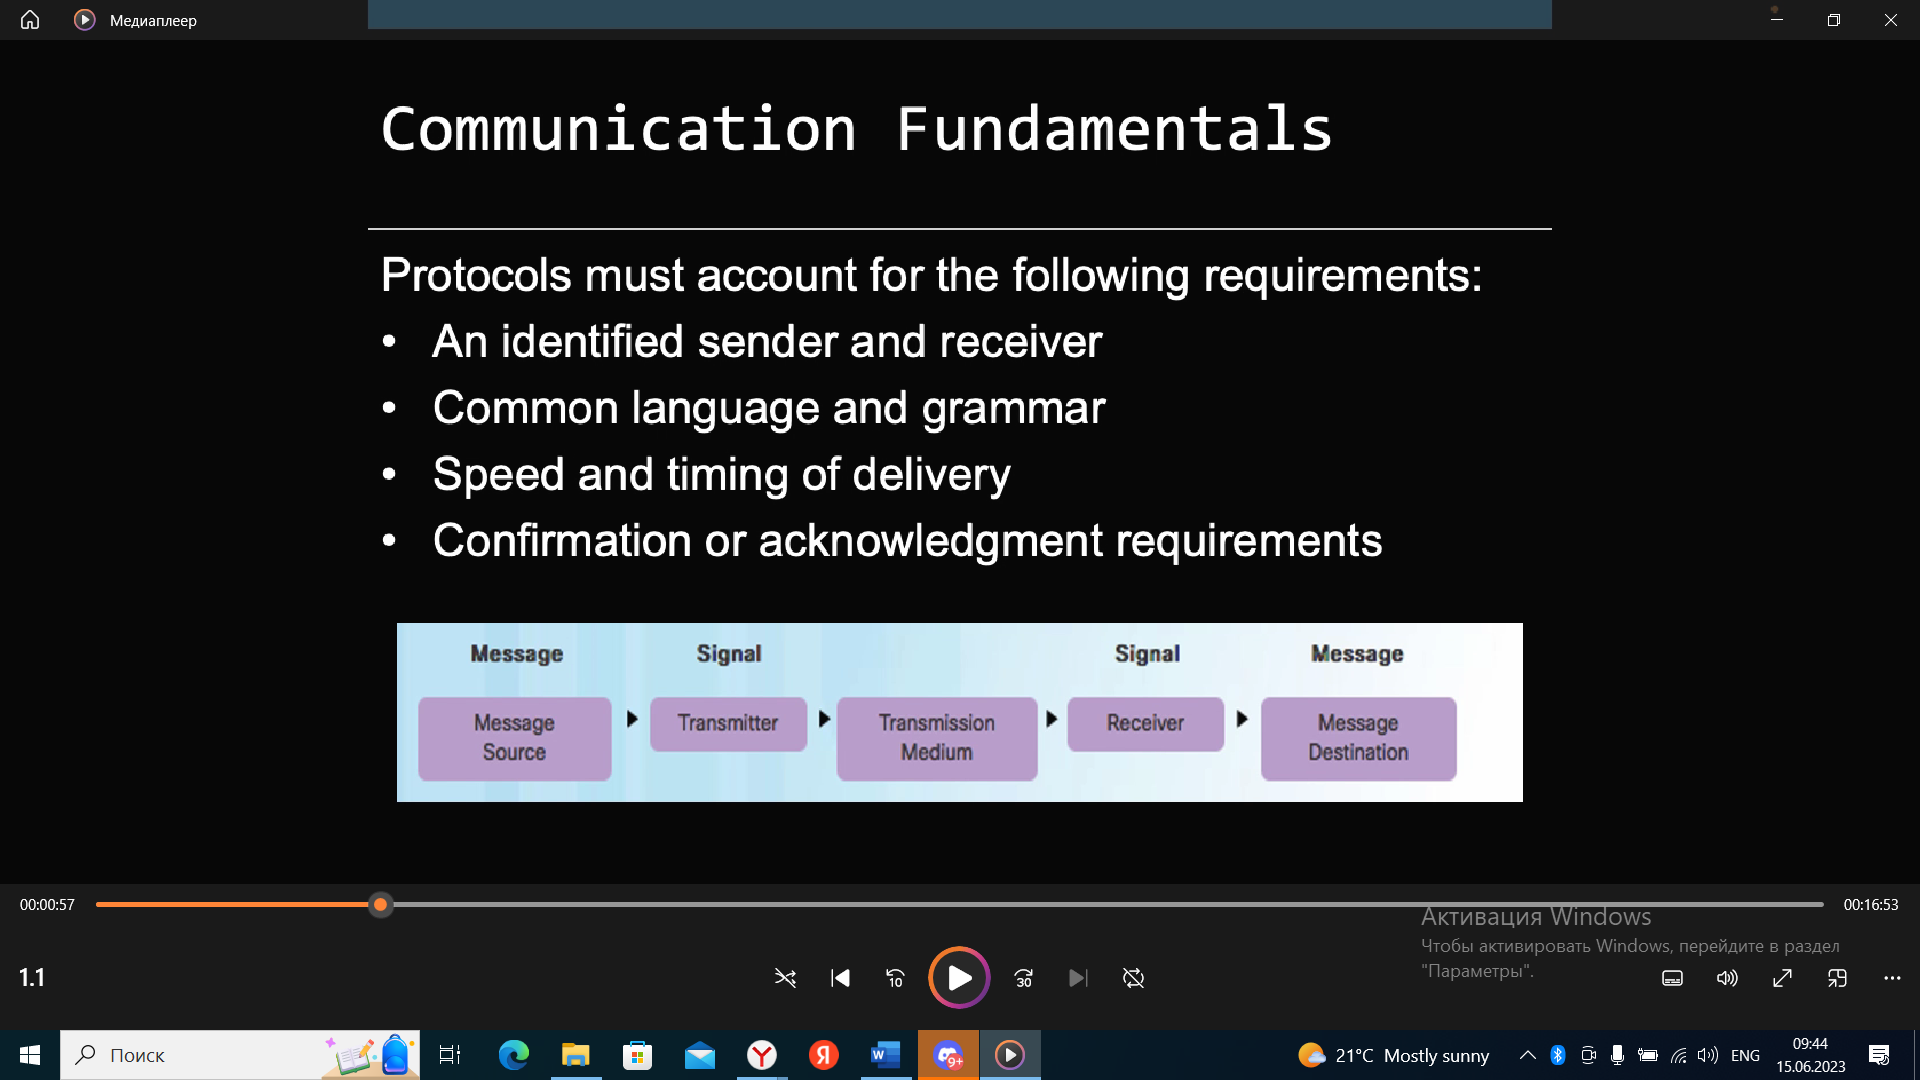 Медиаплеер
Communication Fundamentals
Protocols must account for the following requirements:
• An identified sender and receiver
• Common language and grammar
• Speed and timing of delivery
• Confirmation or acknowledgment requirements
Message Signal Signal Message
Message Source
Transmitter
Transmission Medium
Receiver
Message Destination
00:00:57
00:16:53
Активация Windows
Чтобы активировать Windows, перейдите в раздел
"Параметры".
1.1
10
30
Поиск
W
Y
Я
9+
21°C Mostly sunny
ENG
09:44
15.06.2023